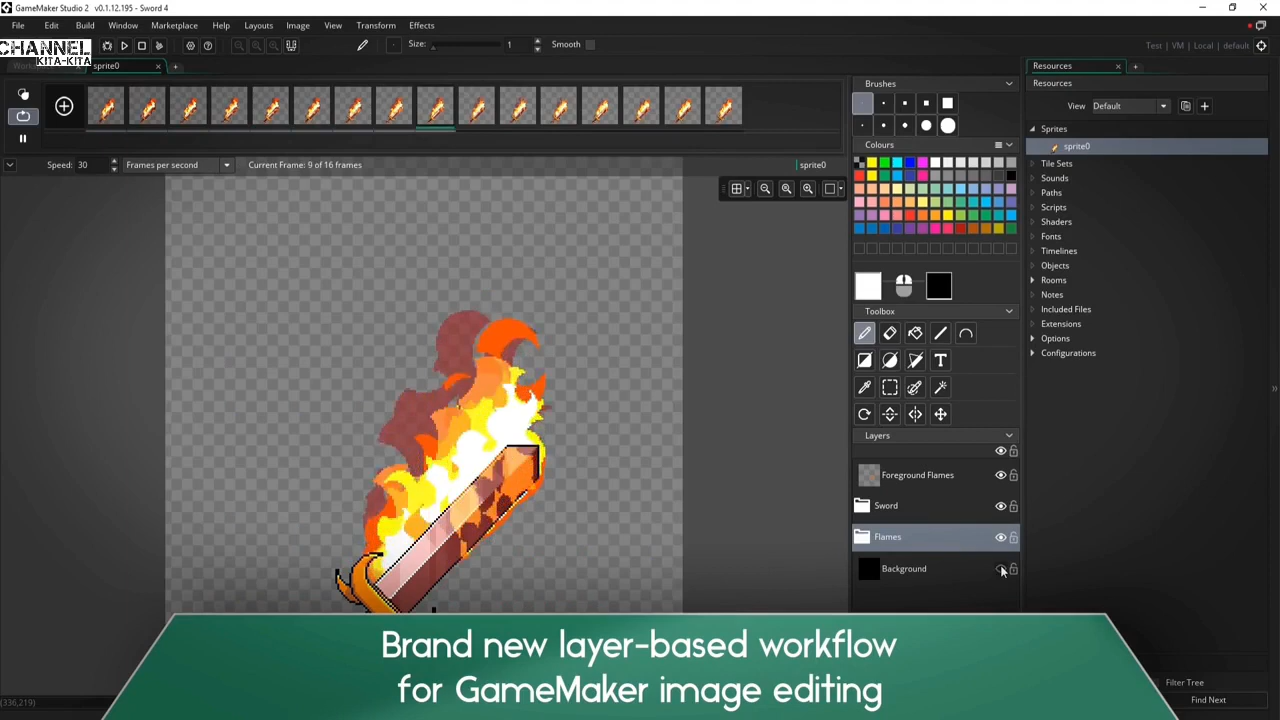 GameMaker Studio 2 v0.1.12.195 - Sword 4
File Edit Build Window Marketplace Help Layouts Image View Transform Effects
CHANNEL
KITA-KITA
Size: 1 Smooth
Test | VM | Local | default
sprite0
Resources
Brushes
Resources
View Default
Colours
Sprites
sprite0
Speed: 30 Frames per second Current Frame: 9 of 16 frames sprite0
Tile Sets
Sounds
Paths
Scripts
Shaders
Fonts
Timelines
Objects
Rooms
Notes
Included Files
Extensions
Options
Configurations
Toolbox
T
Layers
Foreground Flames
Sword
Flames
Background
Brand new layer-based workflow
for GameMaker image editing
Filter Tree
(336,219)
Find Next